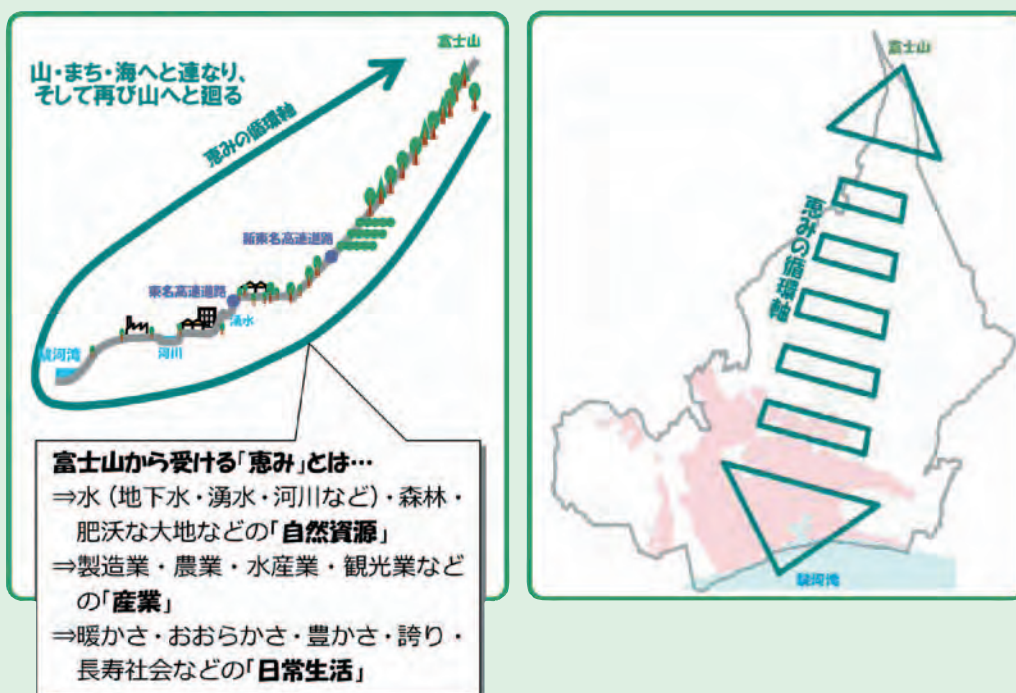 山・まち・海へと連なり、
そして再び山へと廻る
富士山
恵みの循環軸
新東名高速道路
東名高速道路
湧水
河川
駿河湾
富士山から受ける「恵み」とは…
⇒水(地下水・湧水・河川など)・森林・
肥沃な大地などの「自然資源」
⇒製造業・農業・水産業・観光業など
の「産業」
⇒暖かさ・おおらかさ・豊かさ・誇り・
長寿社会などの「日常生活」
富士山
恵みの循環軸
駿河湾